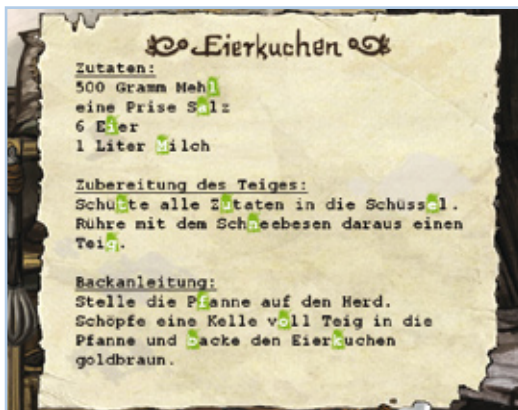 Eierkuchen
Zutaten:
500 Gramm Mehl
eine Prise Salz
6 Eier
1 Liter Milch
Zubereitung des Teiges:
Schütte alle Zutaten in die Schüssel.
Rühre mit dem Schneebesen daraus einen
Teig.
Backanleitung:
Stelle die Pfanne auf den Herd.
Schöpfe eine Kelle voll Teig in die
Pfanne und backe den Eierkuchen
goldbraun.